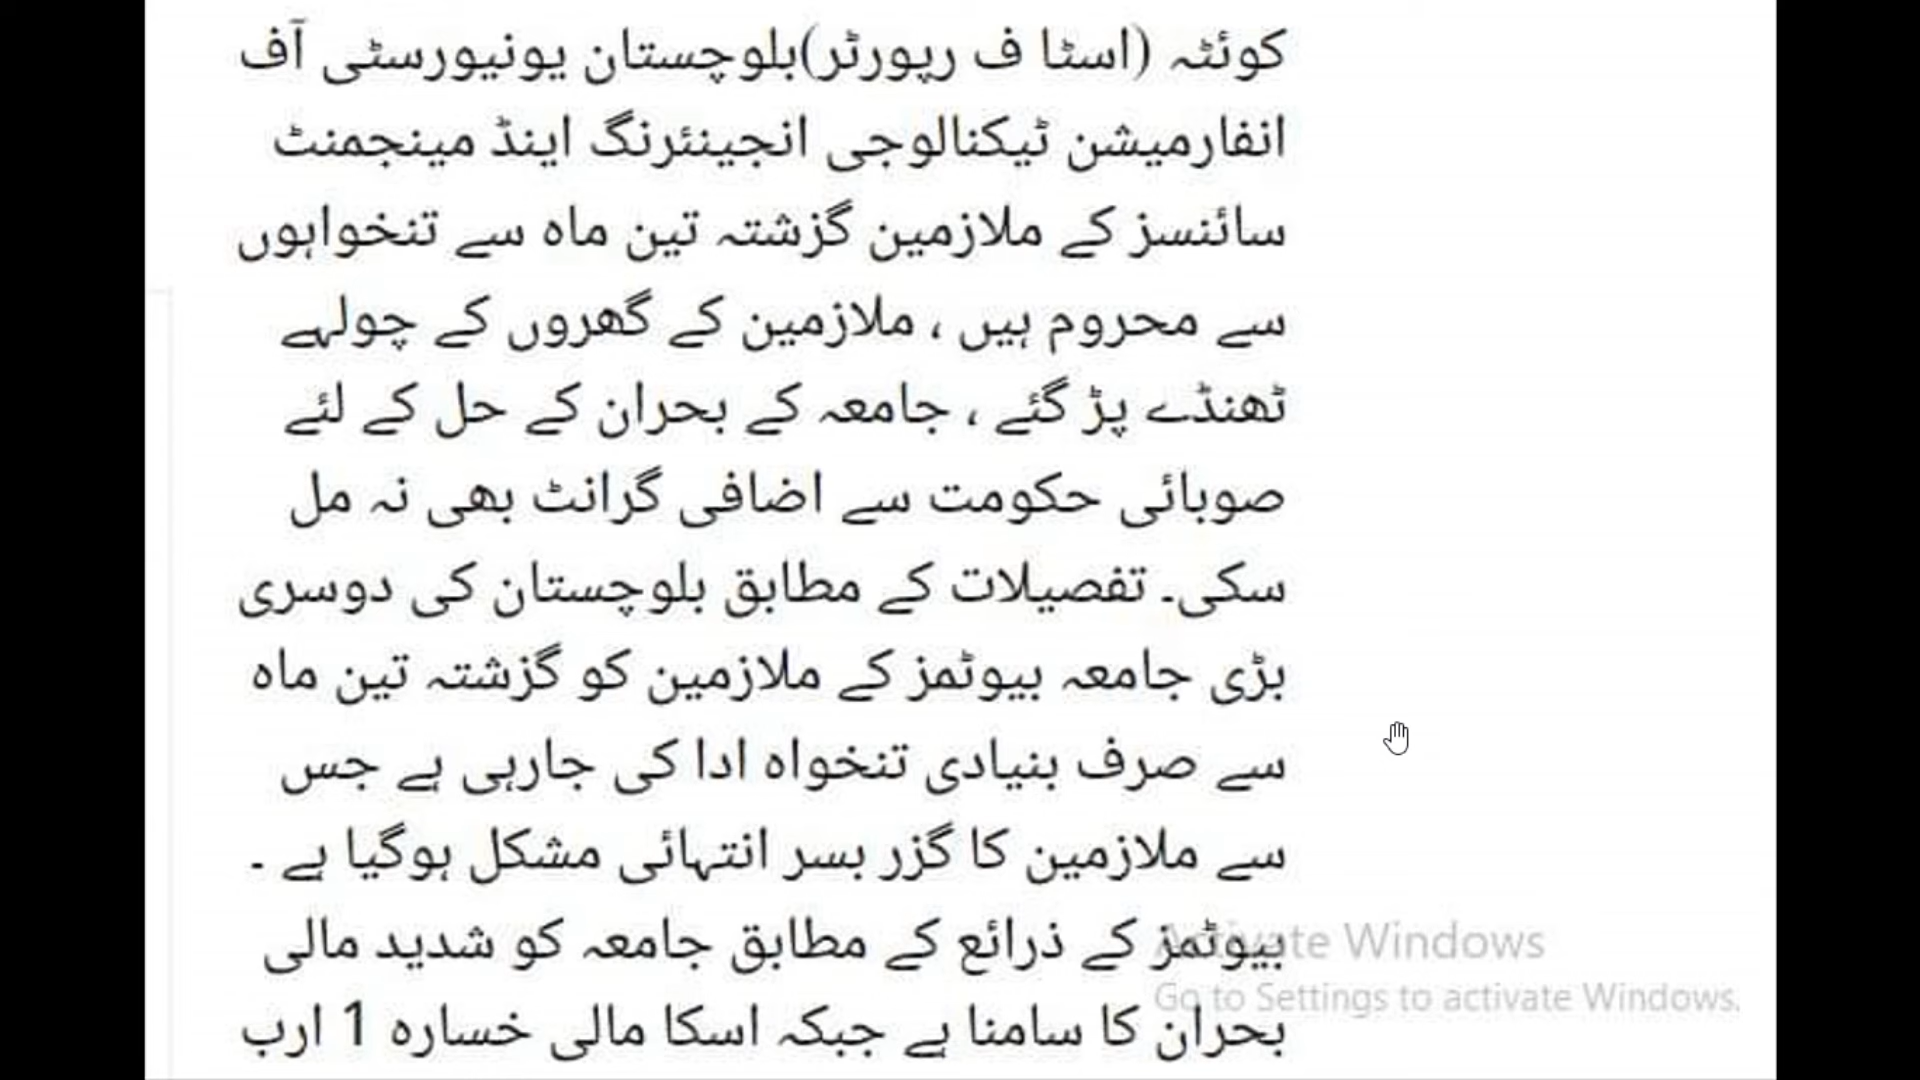 کوئٹہ (اسٹا ف رپورٹر)بلوچستان یونیورسٹی آف
انفارمیشن ٹیکنالوجی انجینئرنگ اینڈ مینجمنٹ
سائنسز کے ملازمین گزشتہ تین ماہ سے تنخواہوں
سے محروم ہیں ، ملازمین کے گھروں کے چولہے
ٹھنڈے پڑ گئے ، جامعہ کے بحران کے حل کے لئے
صوبائی حکومت سے اضافی گرانٹ بھی نہ مل
سکی۔ تفصیلات کے مطابق بلوچستان کی دوسری
بڑی جامعہ بیوٹمز کے ملازمین کو گزشتہ تین ماہ
سے صرف بنیادی تنخواہ ادا کی جارہی ہے جس
سے ملازمین کا گزر بسر انتہائی مشکل ہوگیا ہے ۔
بیوٹمز کے ذرائع کے مطابق جامعہ کو شدید مالی
بحران کا سامنا ہے جبکہ اسکا مالی خسارہ 1 ارب
Activate Windows
Go to Settings to activate Windows.